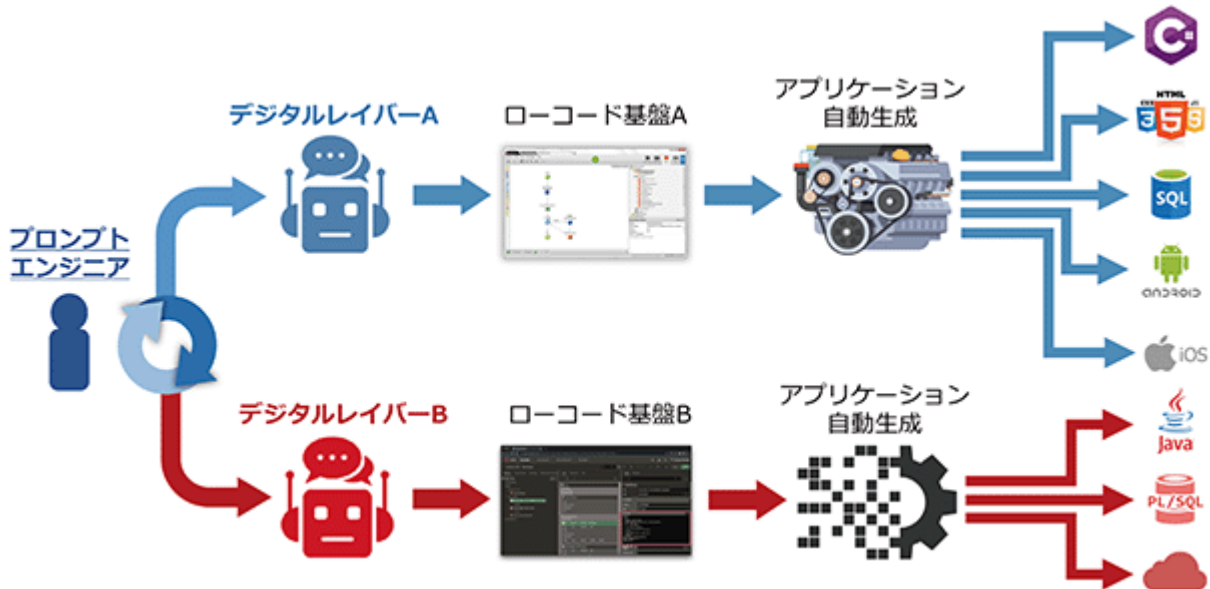 プロンプト
エンジニア
デジタルレイバーA
ローコード基盤A
アプリケーション
自動生成
C#
HTML
3 5 S
SQL
ANDROID
iOS
デジタルレイバーB
ローコード基盤B
アプリケーション
自動生成
Java
PL/SQL